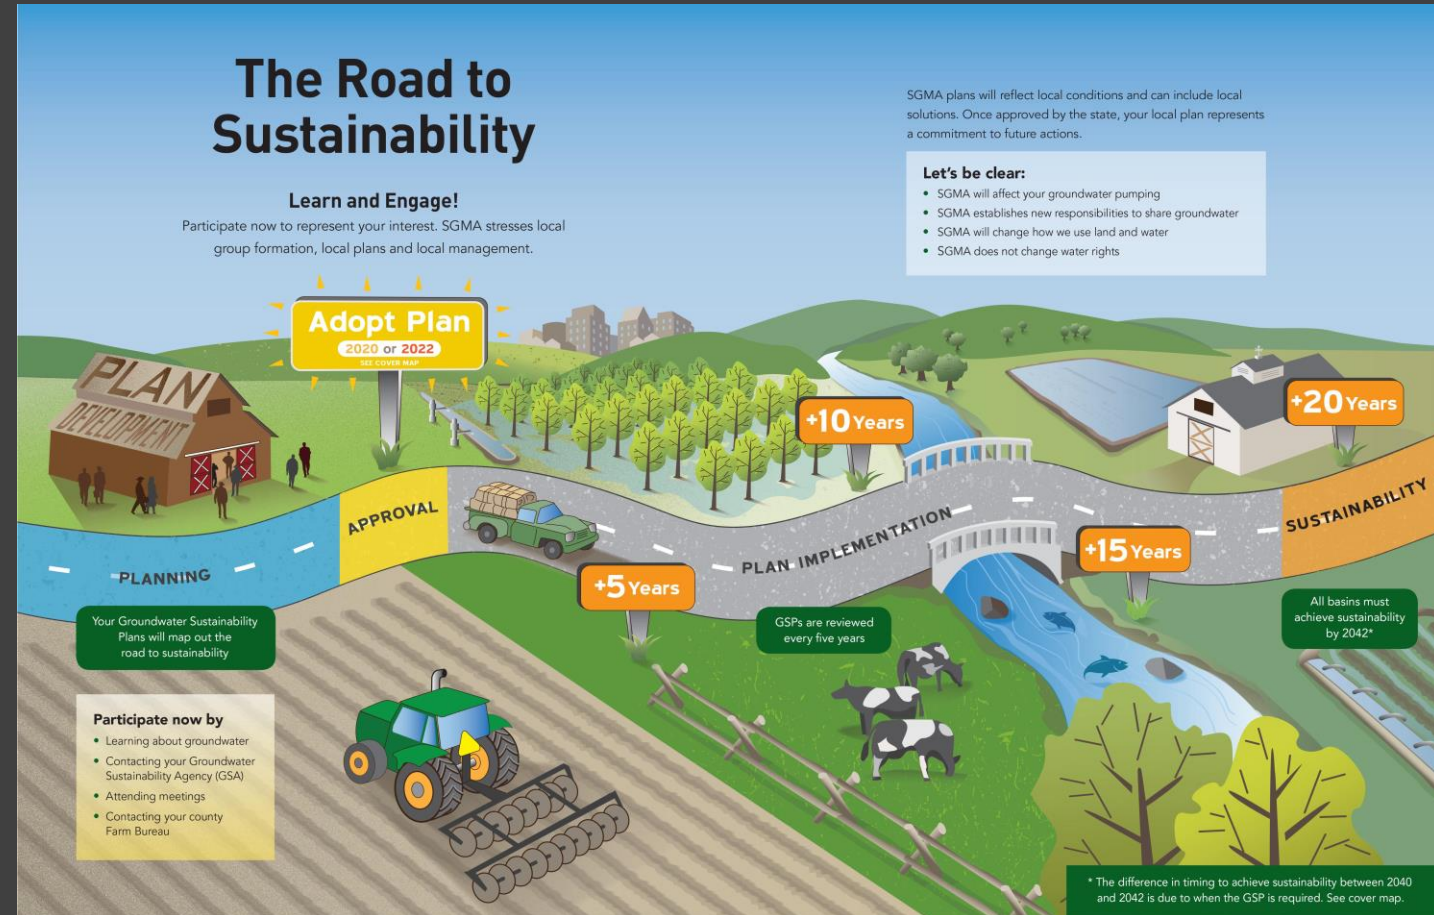 The Road to
Sustainability
Learn and Engage!
Participate now to represent your interest. SGMA stresses local
group formation, local plans and local management.
SGMA plans will reflect local conditions and can include local
solutions. Once approved by the state, your local plan represents
a commitment to future actions.
Let's be clear:
• SGMA will affect your groundwater pumping
• SGMA establishes new responsibilities to share groundwater
• SGMA will change how we use land and water
• SGMA does not change water rights
Adopt Plan
2020 or 2022
SEE COVER MAP
PLAN
DEVELOPMENT
+10 Years
+20 Years
PLANNING
APPROVAL
PLAN IMPLEMENTATION
SUSTAINABILITY
+5 Years
+15 Years
Your Groundwater Sustainability
Plans will map out the
road to sustainability
GSPs are reviewed
every five years
All basins must
achieve sustainability
by 2042*
Participate now by
• Learning about groundwater
• Contacting your Groundwater
Sustainability Agency (GSA)
• Attending meetings
• Contacting your county
Farm Bureau
* The difference in timing to achieve sustainability between 2040
and 2042 is due to when the GSP is required. See cover map.